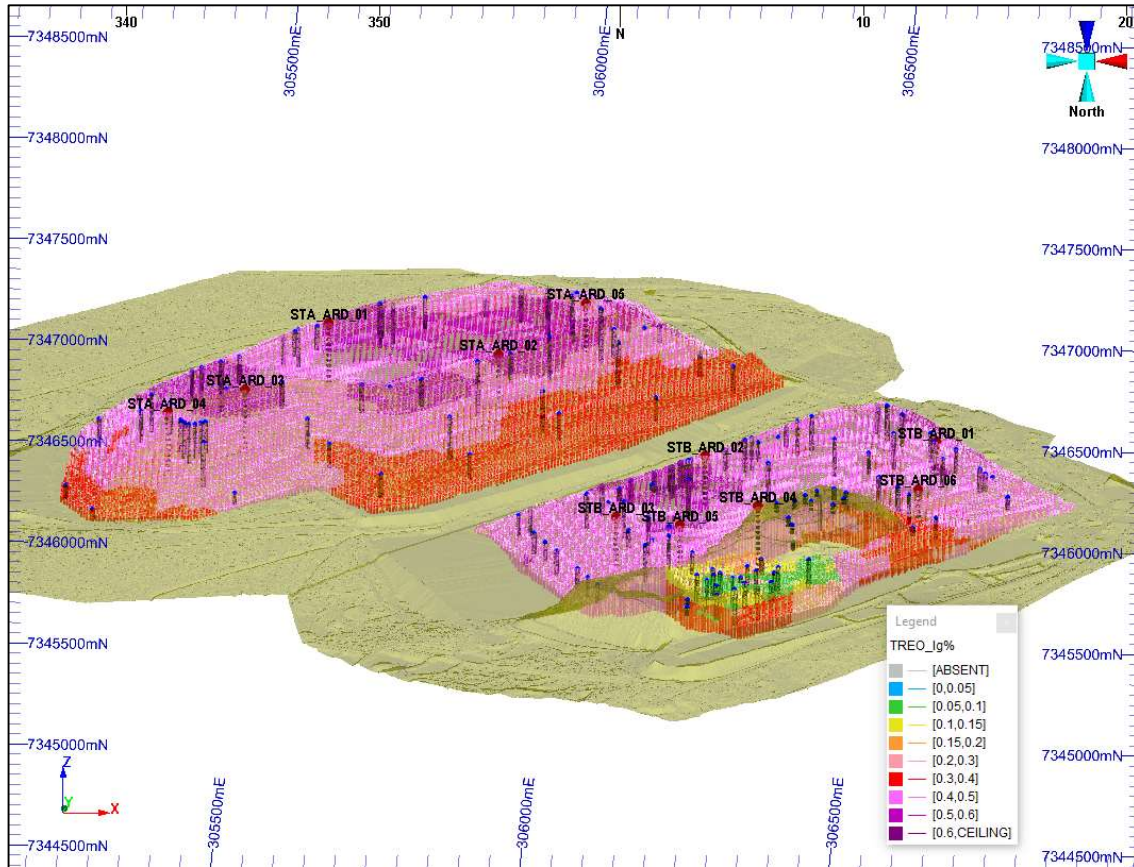 340
350
N
10
20
7348500mN
305500mE
306000mE
306500mE
7348500mN
North
7348000mN
7348000mN
7347500mN
7347500mN
7347000mN
7347000mN
STA_ARD_05
STA_ARD_01
STA_ARD_02
STA_ARD_03
STA_ARD_04
7346500mN
7346500mN
STB_ARD_01
STB_ARD_02
STB_ARD_06
STB_ARD_04
STB_ARD_03
STB_ARD_05
7346000mN
7346000mN
7345500mN
7345500mN
Legend
TREO_Ig%
[ABSENT]
[0,0.05]
[0.05,0.1]
[0.1,0.15]
[0.15,0.2]
[0.2,0.3]
[0.3,0.4]
[0.4,0.5]
[0.5,0.6]
[0.6,CEILING]
7345000mN
7345000mN
Z
Y
X
305500mE
306000mE
306500mE
7344500mN
7344500mN